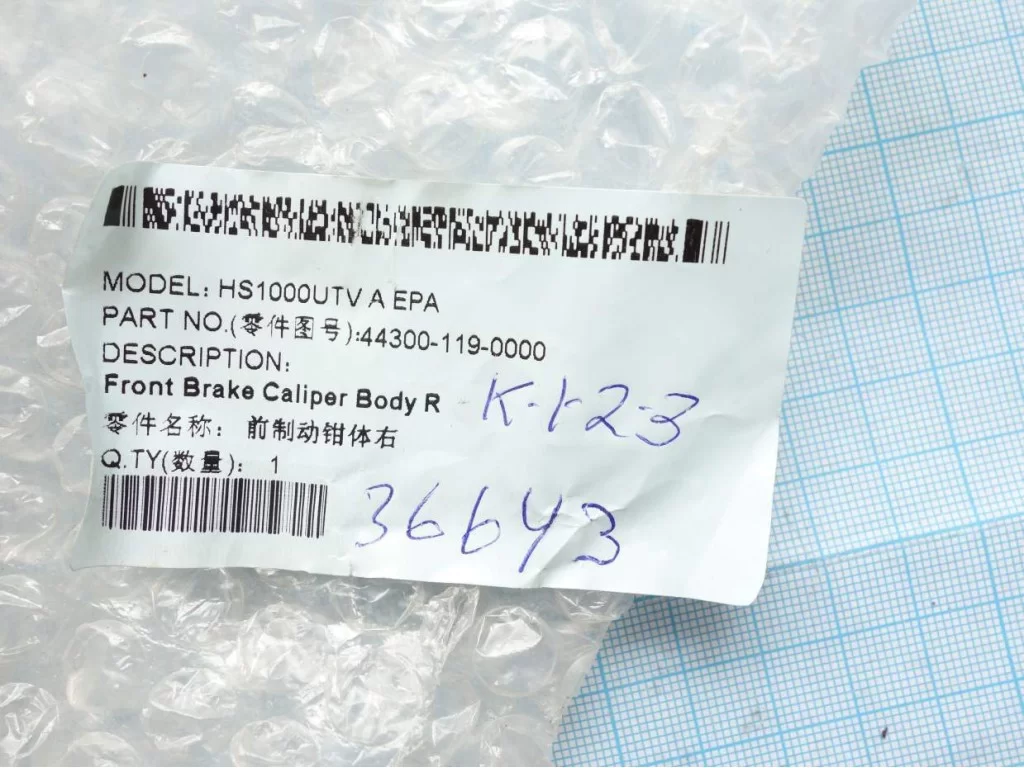 MODEL: HS1000UTV A EPA
PART NO.(零件图号):44300-119-0000
DESCRIPTION:
Front Brake Caliper Body R
零件名称: 前制动钳体右
Q.TY(数量): 1
K-1-2-3
36643